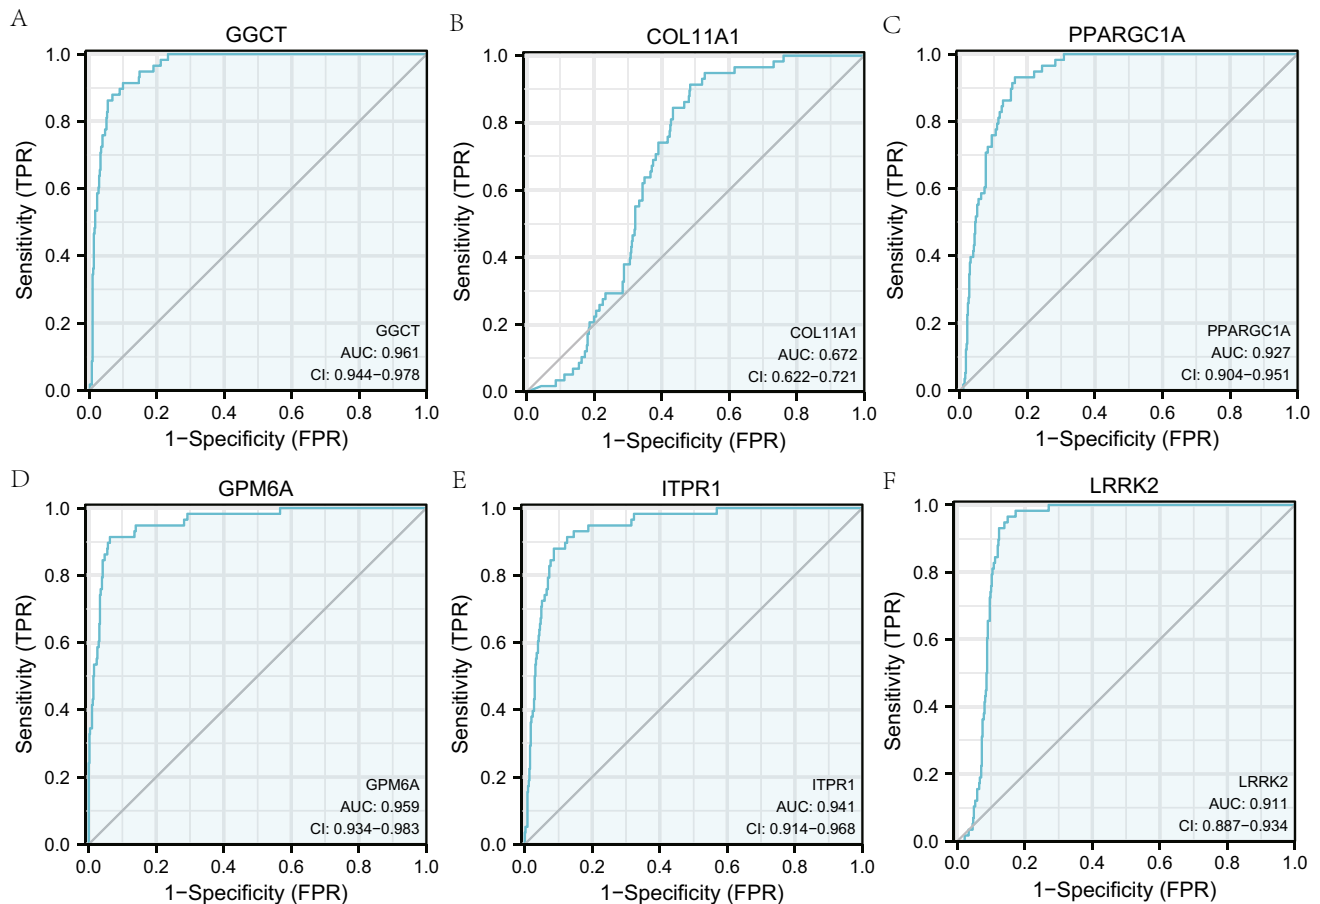 A
GGCT
1.0
0.8
0.6
0.4
0.2
0.0
Sensitivity (TPR)
GGCT
AUC: 0.961
CI: 0.944−0.978
0.0 0.2 0.4 0.6 0.8 1.0
1−Specificity (FPR)
B
COL11A1
1.0
0.8
0.6
0.4
0.2
0.0
Sensitivity (TPR)
COL11A1
AUC: 0.672
CI: 0.622−0.721
0.0 0.2 0.4 0.6 0.8 1.0
1−Specificity (FPR)
C
PPARGC1A
1.0
0.8
0.6
0.4
0.2
0.0
Sensitivity (TPR)
PPARGC1A
AUC: 0.927
CI: 0.904−0.951
0.0 0.2 0.4 0.6 0.8 1.0
1−Specificity (FPR)
D
GPM6A
1.0
0.8
0.6
0.4
0.2
0.0
Sensitivity (TPR)
GPM6A
AUC: 0.959
CI: 0.934−0.983
0.0 0.2 0.4 0.6 0.8 1.0
1−Specificity (FPR)
E
ITPR1
1.0
0.8
0.6
0.4
0.2
0.0
Sensitivity (TPR)
ITPR1
AUC: 0.941
CI: 0.914−0.968
0.0 0.2 0.4 0.6 0.8 1.0
1−Specificity (FPR)
F
LRRK2
1.0
0.8
0.6
0.4
0.2
0.0
Sensitivity (TPR)
LRRK2
AUC: 0.911
CI: 0.887−0.934
0.0 0.2 0.4 0.6 0.8 1.0
1−Specificity (FPR)